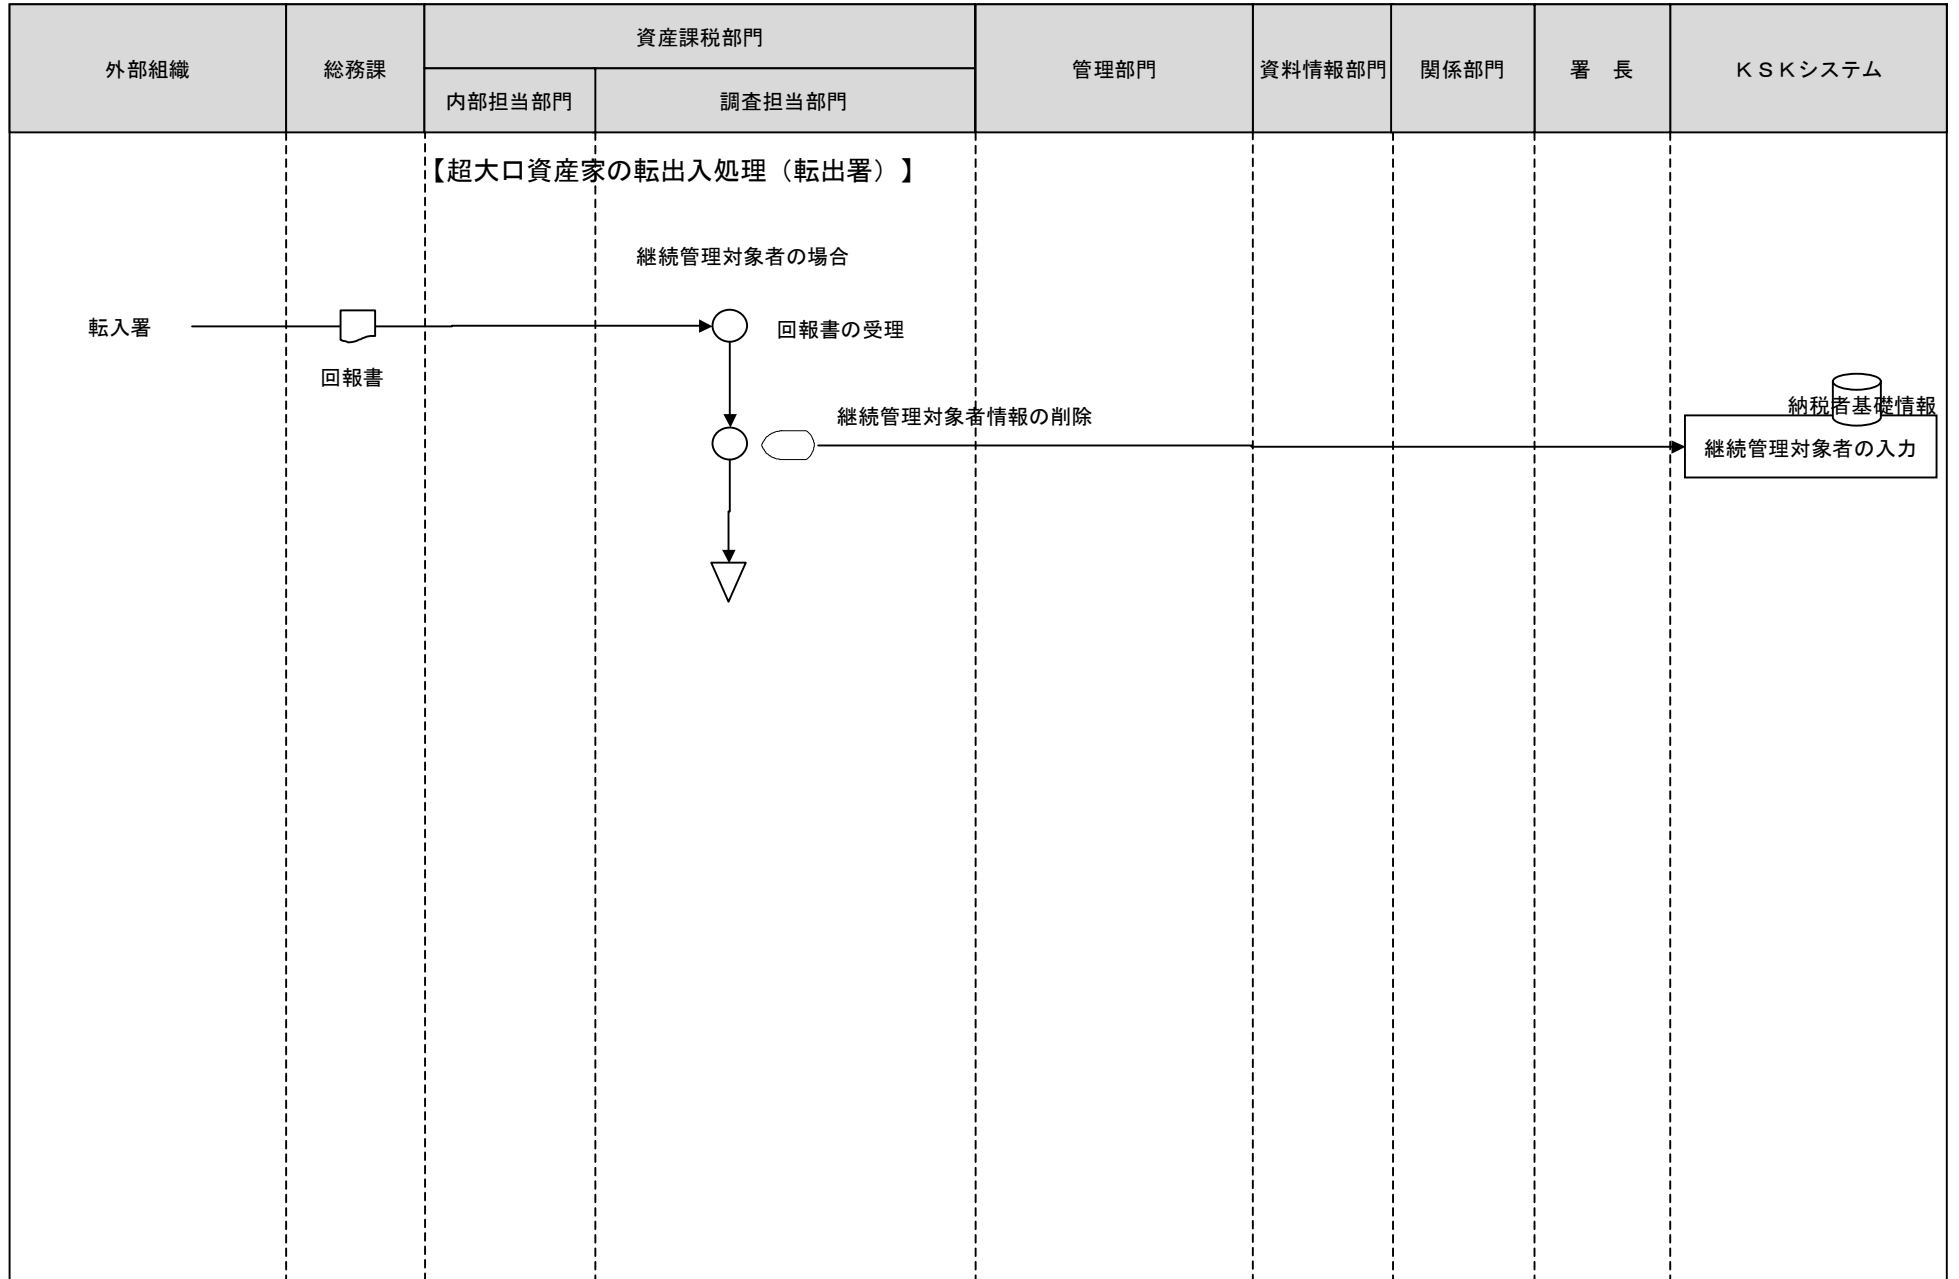 外部組織
総務課
資産課税部門
内部担当部門
調査担当部門
管理部門
資料情報部門
関係部門
署　長
ＫＳＫシステム
【超大口資産家の転出入処理（転出署）】
継続管理対象者の場合
転入署
回報書の受理
回報書
納税者基礎情報
継続管理対象者情報の削除
継続管理対象者の入力